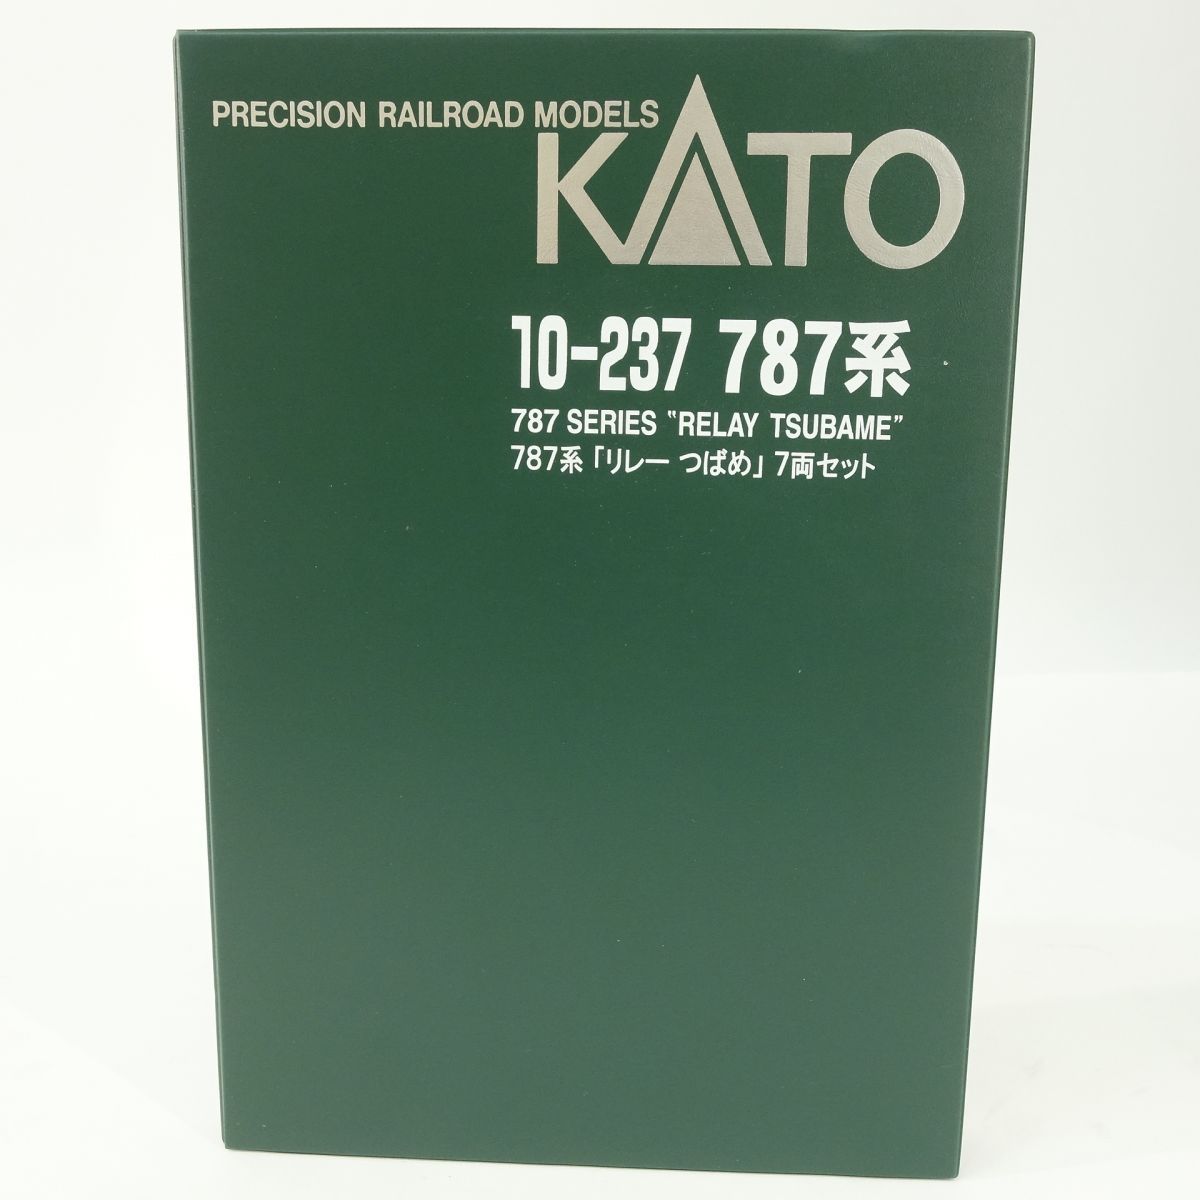 PRECISION RAILROAD MODELS
KATO
10-237 787系
787 SERIES "RELAY TSUBAME"
787系「リレー つばめ」7両セット